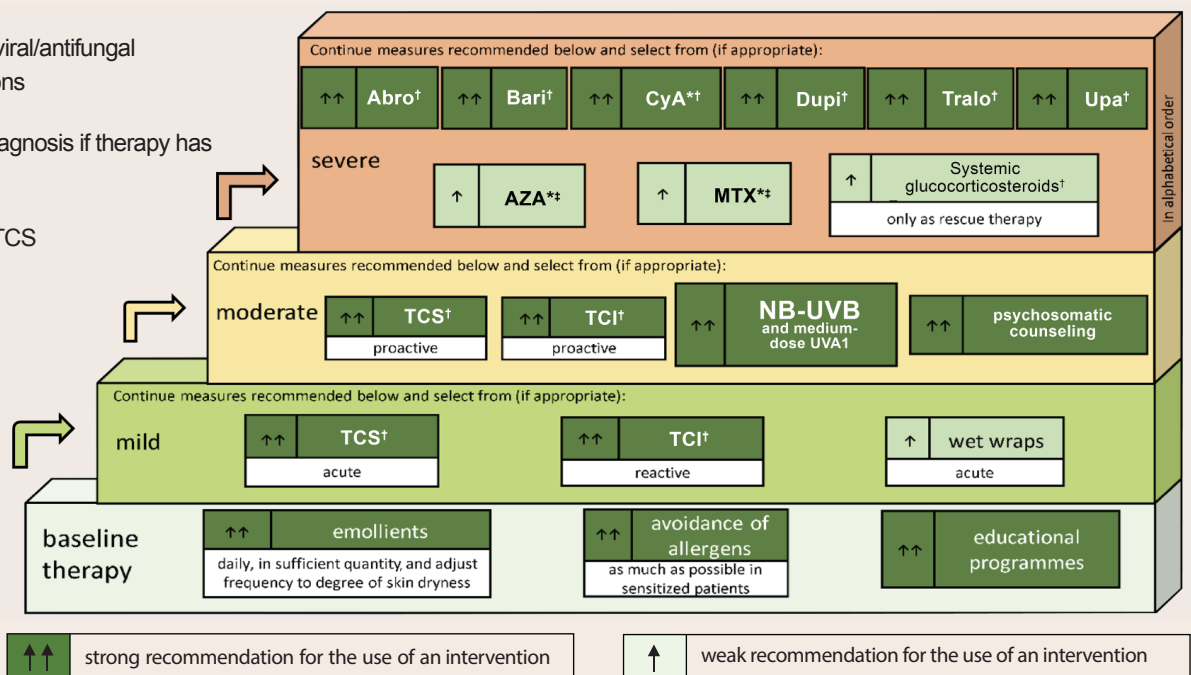 viral/antifungal
ons
agnosis if therapy has
TCS
Continue measures recommended below and select from (if appropriate):
↑↑ Abro† ↑↑ Bari† ↑↑ CyA*† ↑↑ Dupi† ↑↑ Tralo† ↑↑ Upa†
severe
↑ AZA*‡ ↑ MTX*‡ ↑ Systemic
glucocorticosteroids†
only as rescue therapy
In alphabetical order
Continue measures recommended below and select from (if appropriate):
moderate
↑↑ TCS†
proactive
↑↑ TCI†
proactive
↑↑ NB-UVB
and medium-
dose UVA1
↑↑ psychosomatic
counseling
Continue measures recommended below and select from (if appropriate):
mild
↑↑ TCS†
acute
↑↑ TCI†
reactive
↑ wet wraps
acute
baseline
therapy
↑↑ emollients
daily, in sufficient quantity, and adjust
frequency to degree of skin dryness
↑↑ avoidance of
allergens
as much as possible in
sensitized patients
↑↑ educational
programmes
↑↑ strong recommendation for the use of an intervention
↑ weak recommendation for the use of an intervention